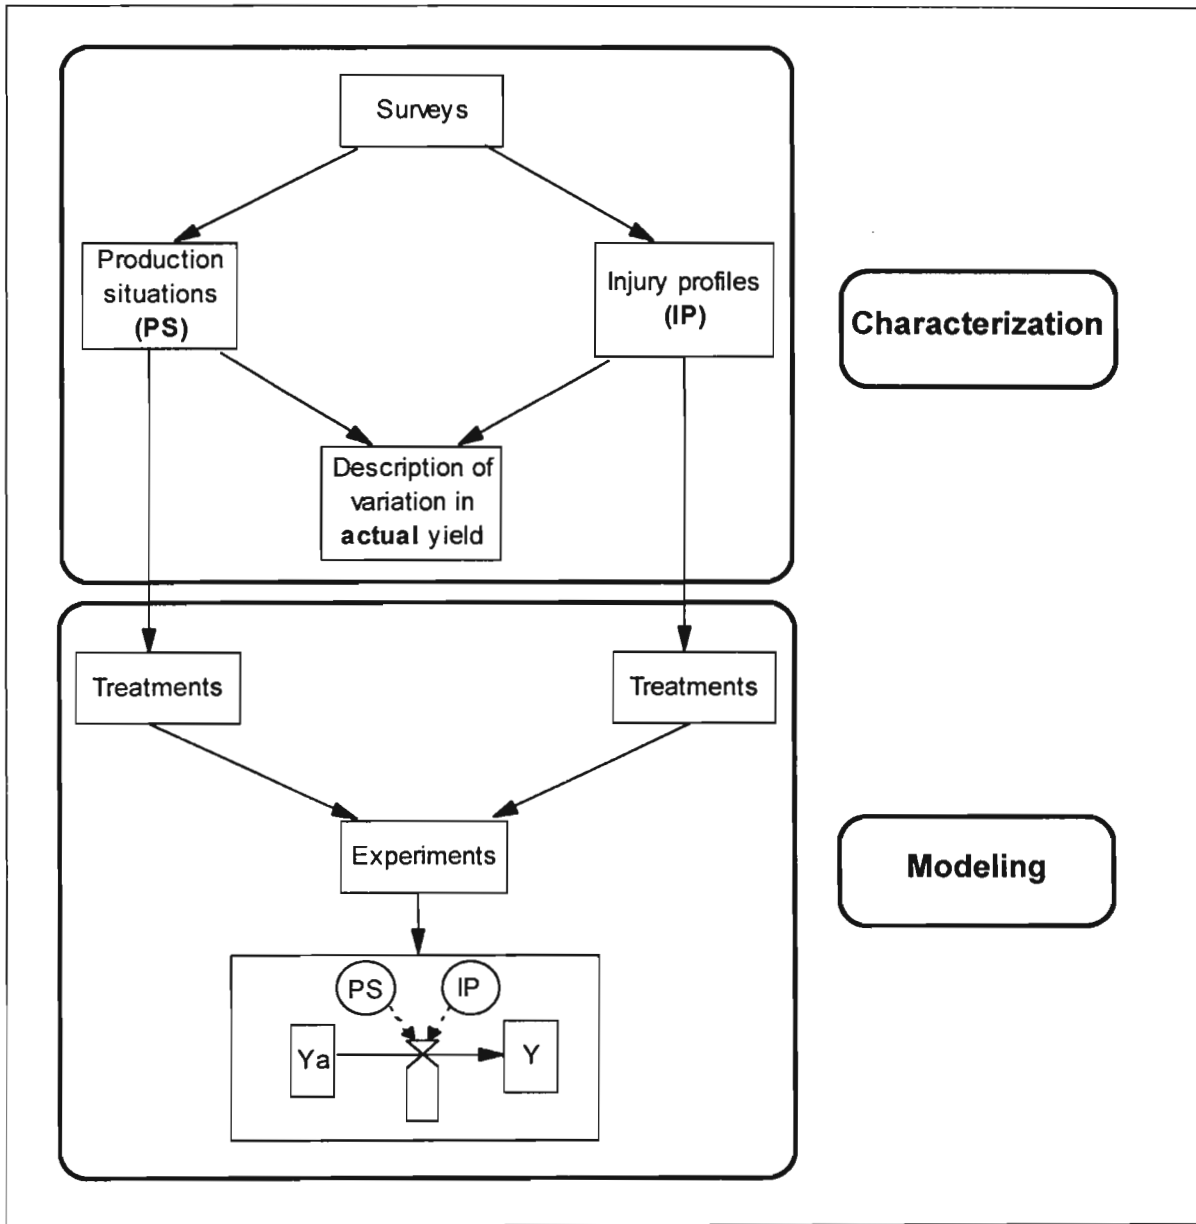 Surveys
Production
situations
(PS)
Injury profiles
(IP)
Characterization
Description of
variation in
actual yield
Treatments
Treatments
Experiments
Modeling
PS
IP
Ya
Y